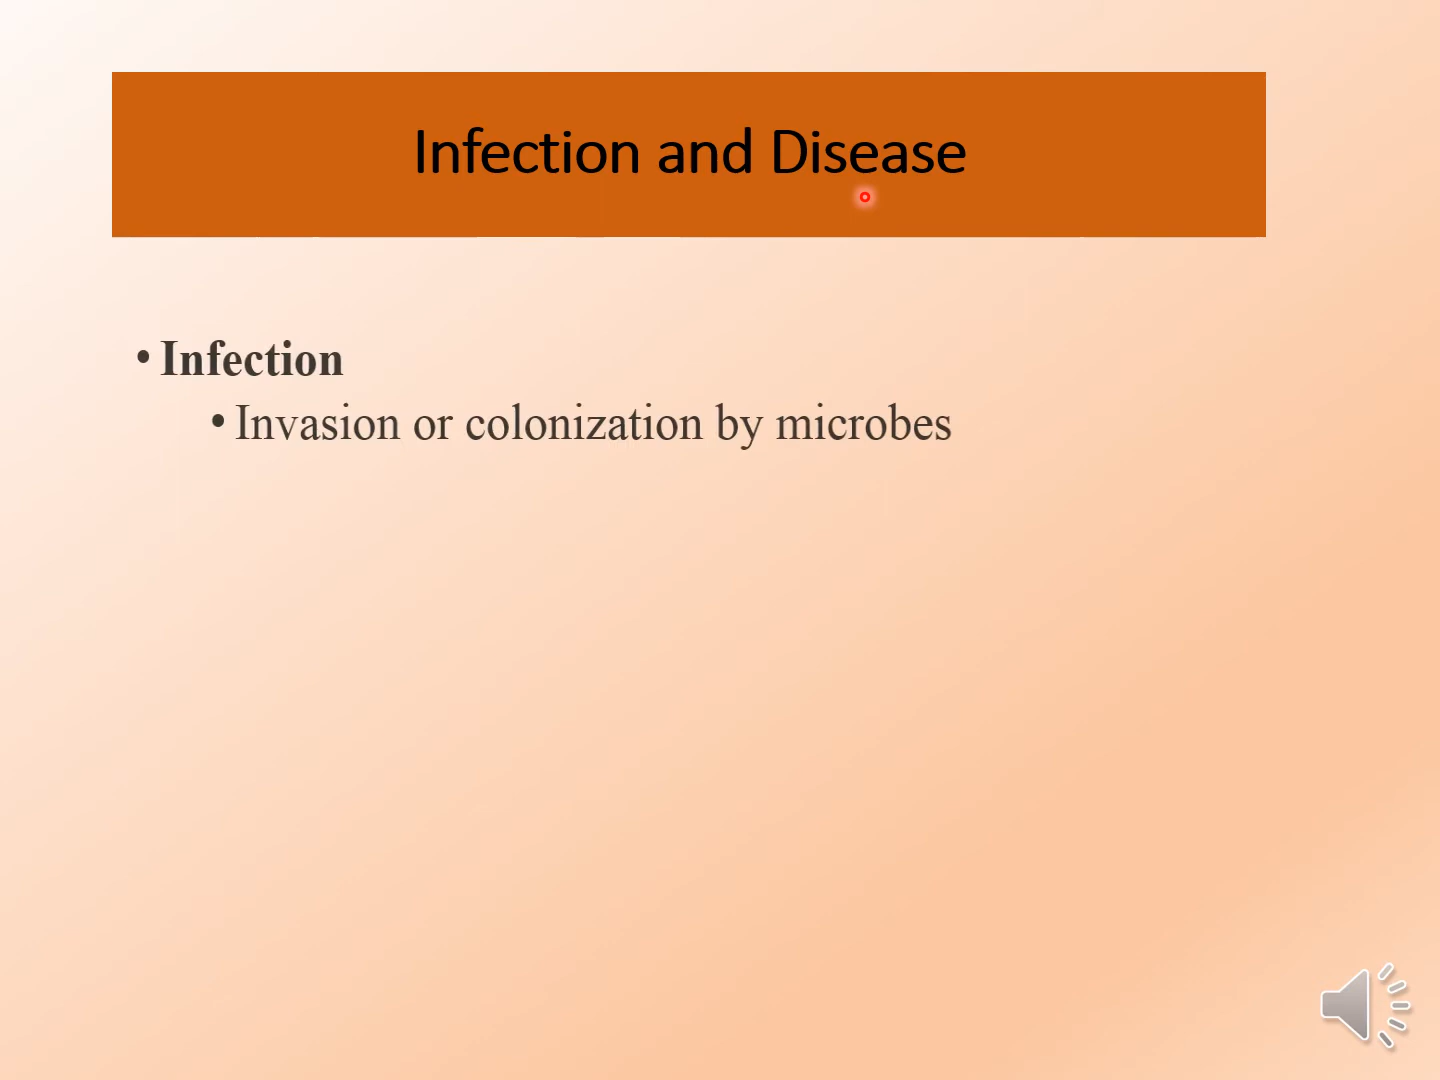 Infection and Disease
• Infection
• Invasion or colonization by microbes